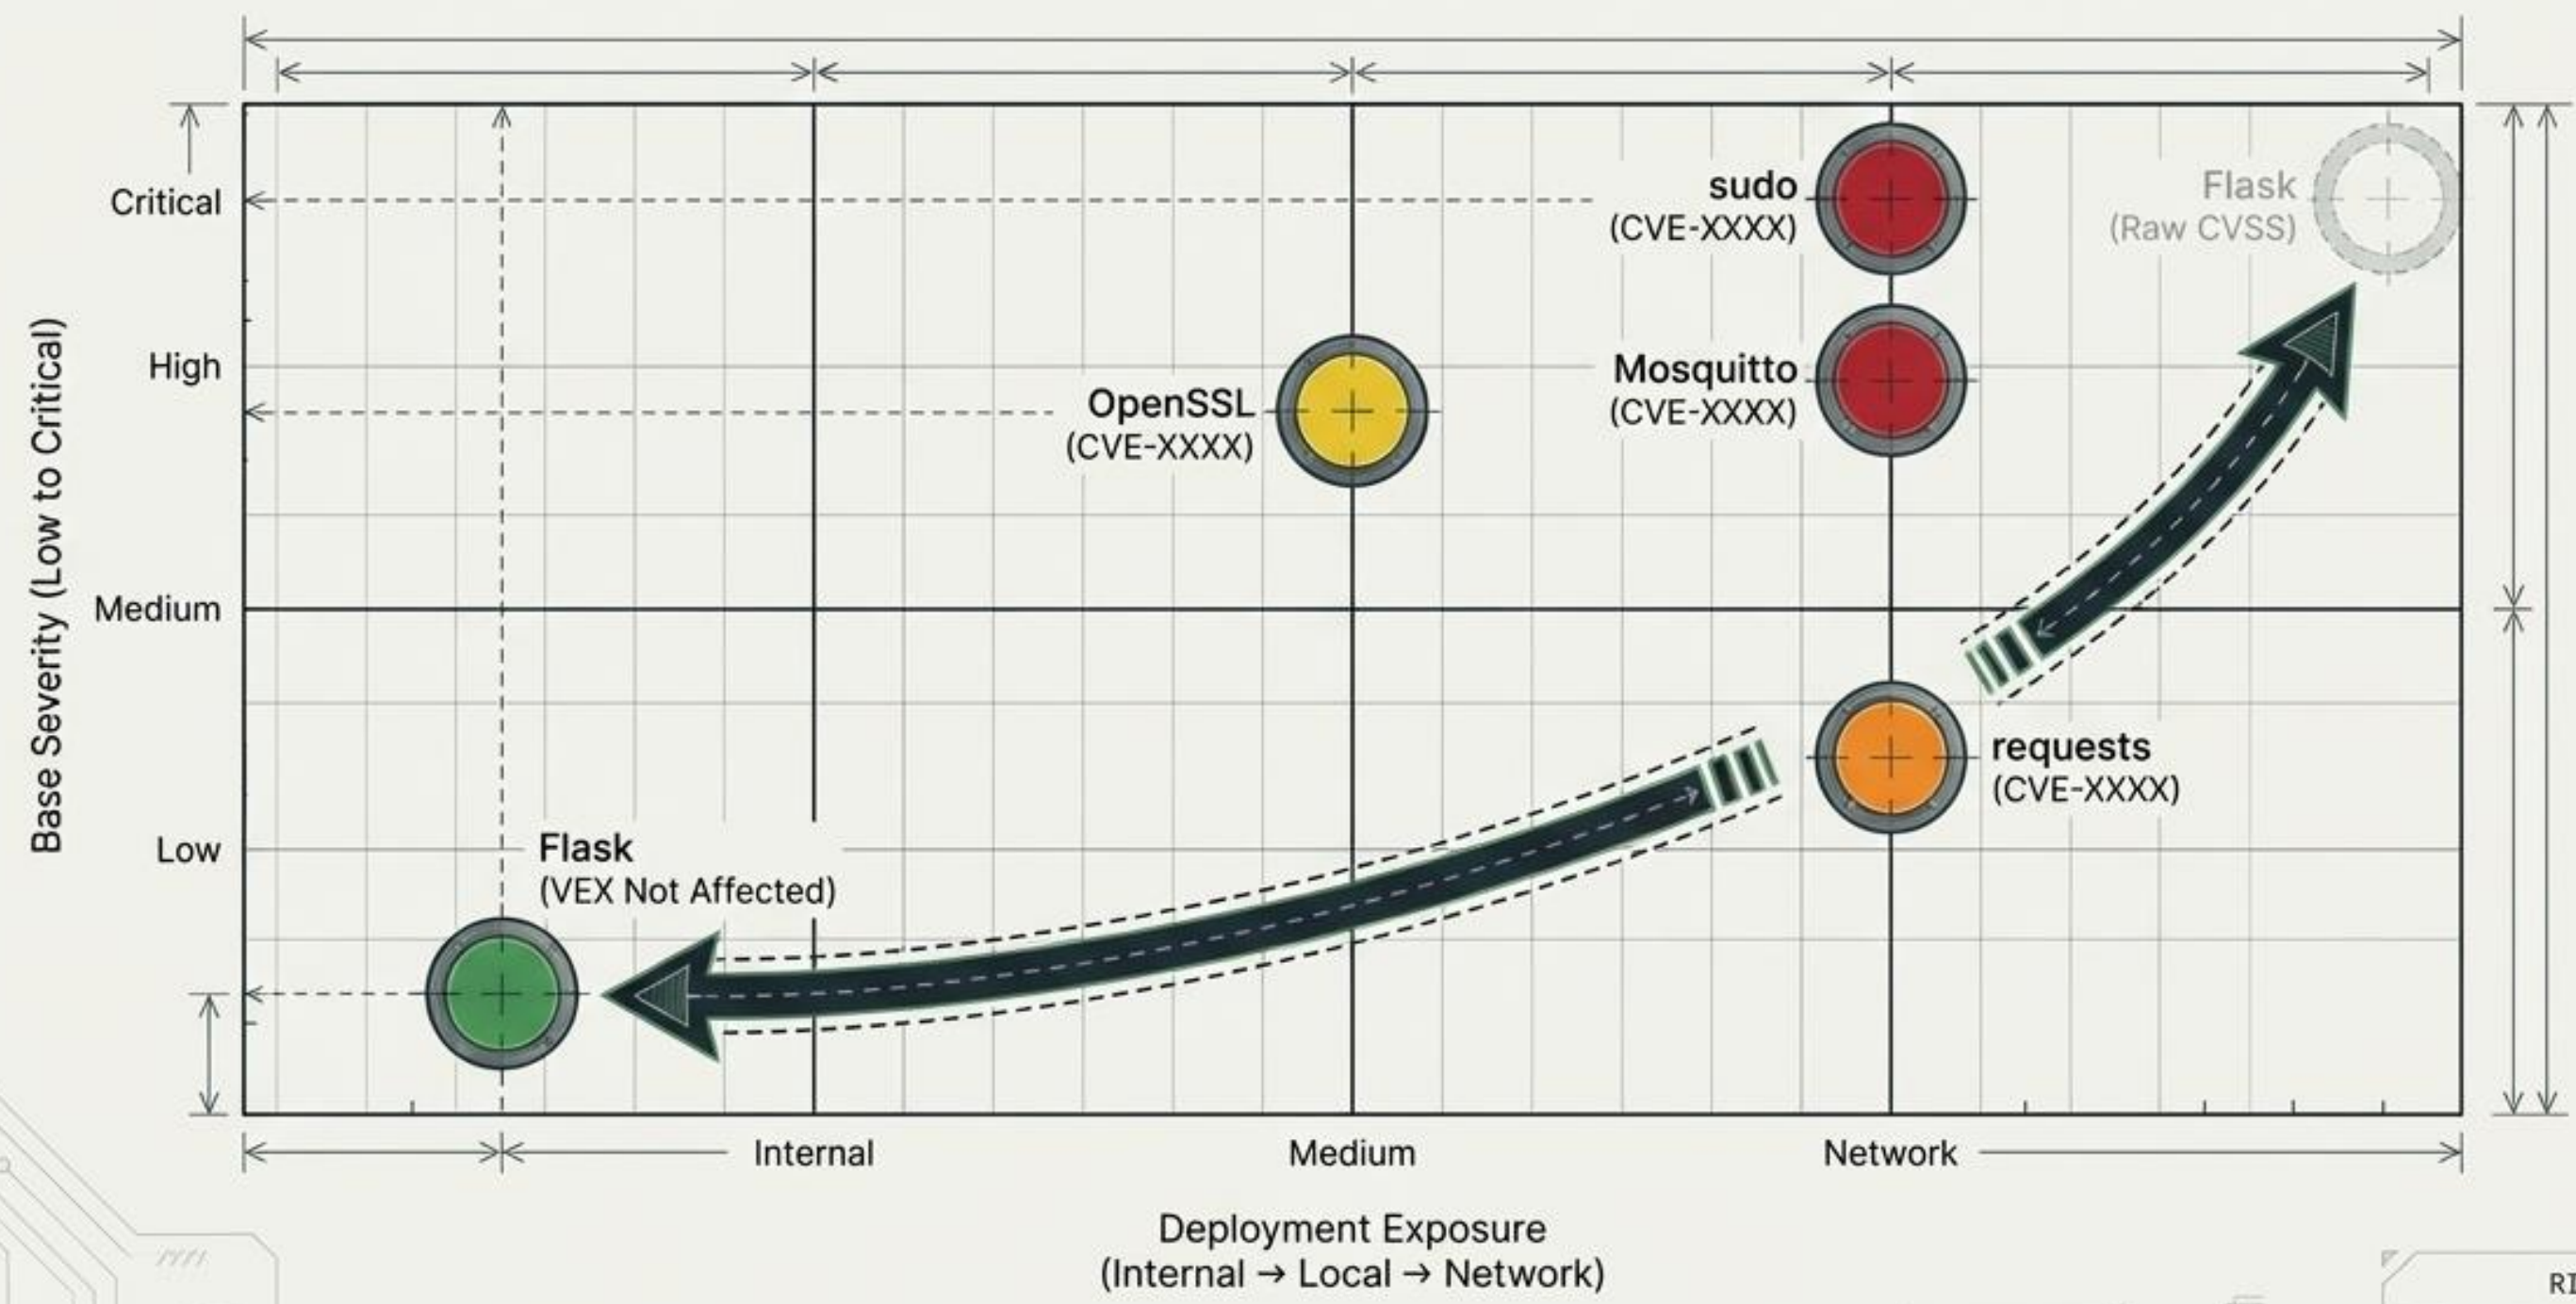 Base Severity (Low to Critical)
Critical
High
Medium
Low
sudo
(CVE-XXXX)
Flask
(Raw CVSS)
Mosquitto
(CVE-XXXX)
OpenSSL
(CVE-XXXX)
requests
(CVE-XXXX)
Flask
(VEX Not Affected)
Internal
Medium
Network
Deployment Exposure
(Internal → Local → Network)